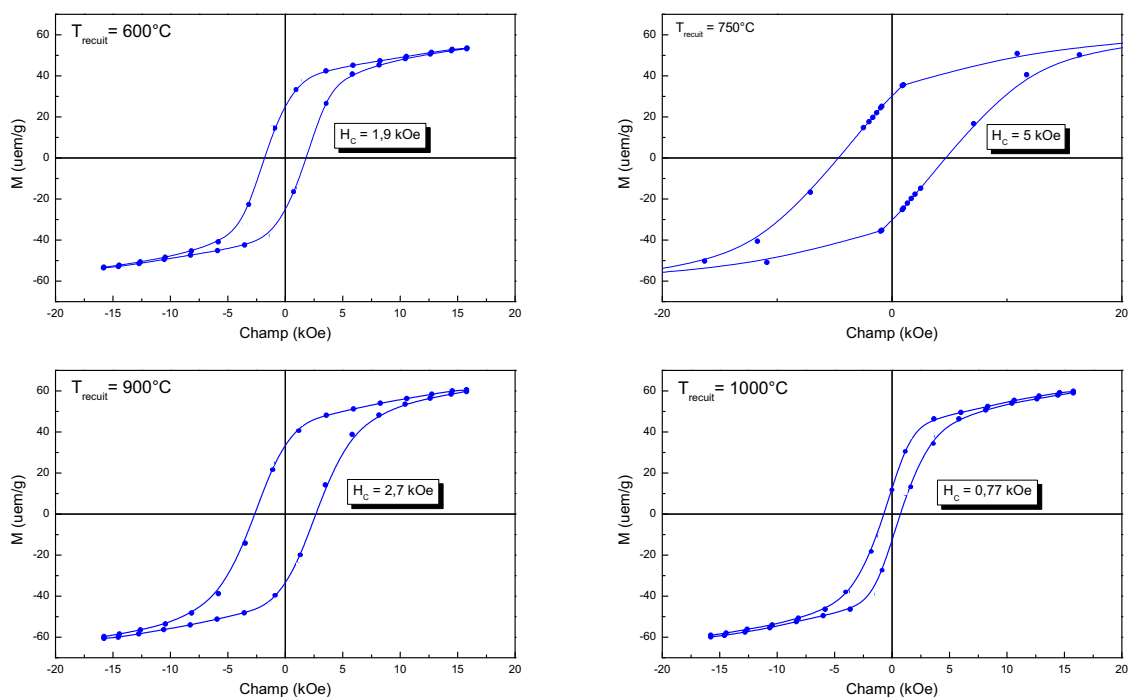 T_recuit = 600°C
H_C = 1,9 kOe
M (uem/g)
60
40
20
0
-20
-40
-60
-20 -15 -10 -5 0 5 10 15 20
Champ (kOe)
T_recuit = 750°C
H_C = 5 kOe
M (uem/g)
60
40
20
0
-20
-40
-60
-20 -10 0 10 20
Champ (kOe)
T_recuit = 900°C
H_C = 2,7 kOe
M (uem/g)
60
40
20
0
-20
-40
-60
-20 -15 -10 -5 0 5 10 15 20
Champ (kOe)
T_recuit = 1000°C
H_C = 0,77 kOe
M (uem/g)
60
40
20
0
-20
-40
-60
-20 -15 -10 -5 0 5 10 15 20
Champ (kOe)